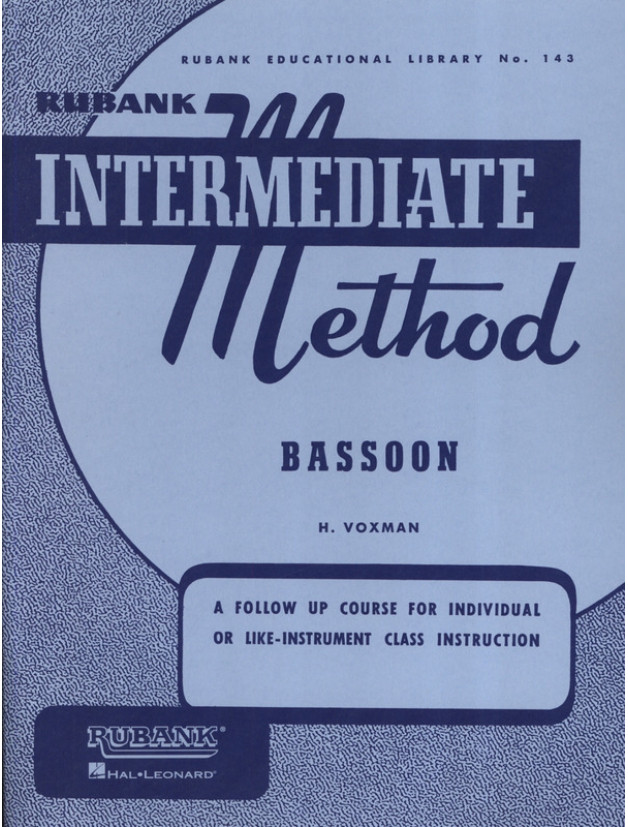 RUBANK EDUCATIONAL LIBRARY No. 143
RUBANK
INTERMEDIATE
Method
BASSOON
H. VOXMAN
A FOLLOW UP COURSE FOR INDIVIDUAL
OR LIKE-INSTRUMENT CLASS INSTRUCTION
RUBANK®
HAL•LEONARD®